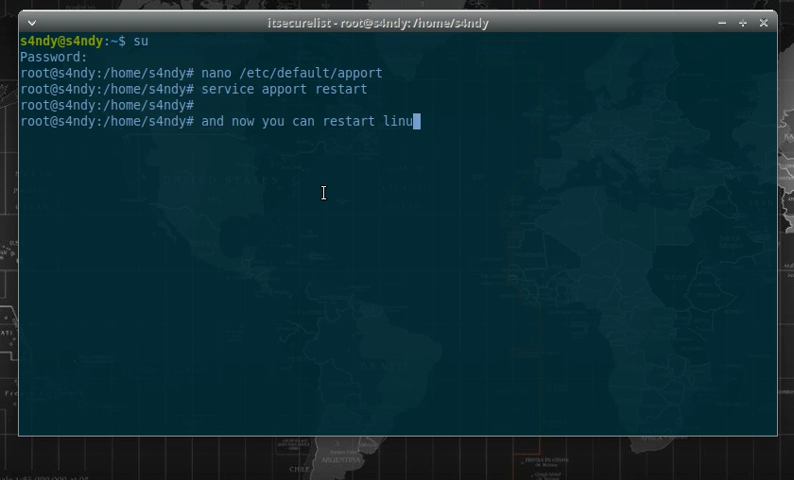 itsecurelist - root@s4ndy: /home/s4ndy
s4ndy@s4ndy:~$ su
Password:
root@s4ndy:/home/s4ndy# nano /etc/default/apport
root@s4ndy:/home/s4ndy# service apport restart
root@s4ndy:/home/s4ndy#
root@s4ndy:/home/s4ndy# and now you can restart linu
CHILE
ARGENTINA